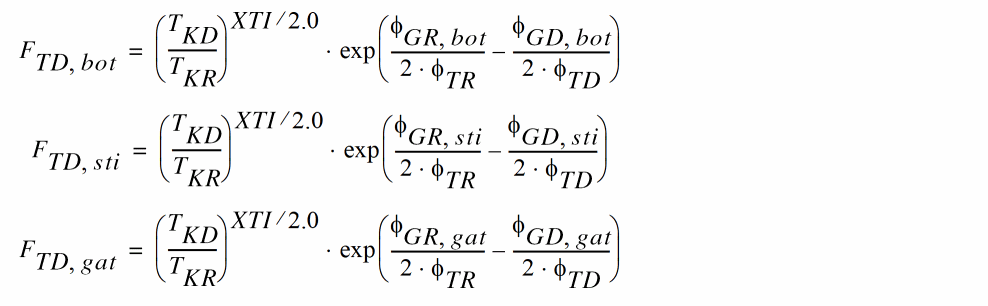 F_{TD, bot} = (T_{KD} / T_{KR})^{XTI/2.0} · exp(ϕ_{GR, bot} / 2 · ϕ_{TR} – ϕ_{GD, bot} / 2 · ϕ_{TD})
F_{TD, sti} = (T_{KD} / T_{KR})^{XTI/2.0} · exp(ϕ_{GR, sti} / 2 · ϕ_{TR} – ϕ_{GD, sti} / 2 · ϕ_{TD})
F_{TD, gat} = (T_{KD} / T_{KR})^{XTI/2.0} · exp(ϕ_{GR, gat} / 2 · ϕ_{TR} – ϕ_{GD, gat} / 2 · ϕ_{TD})